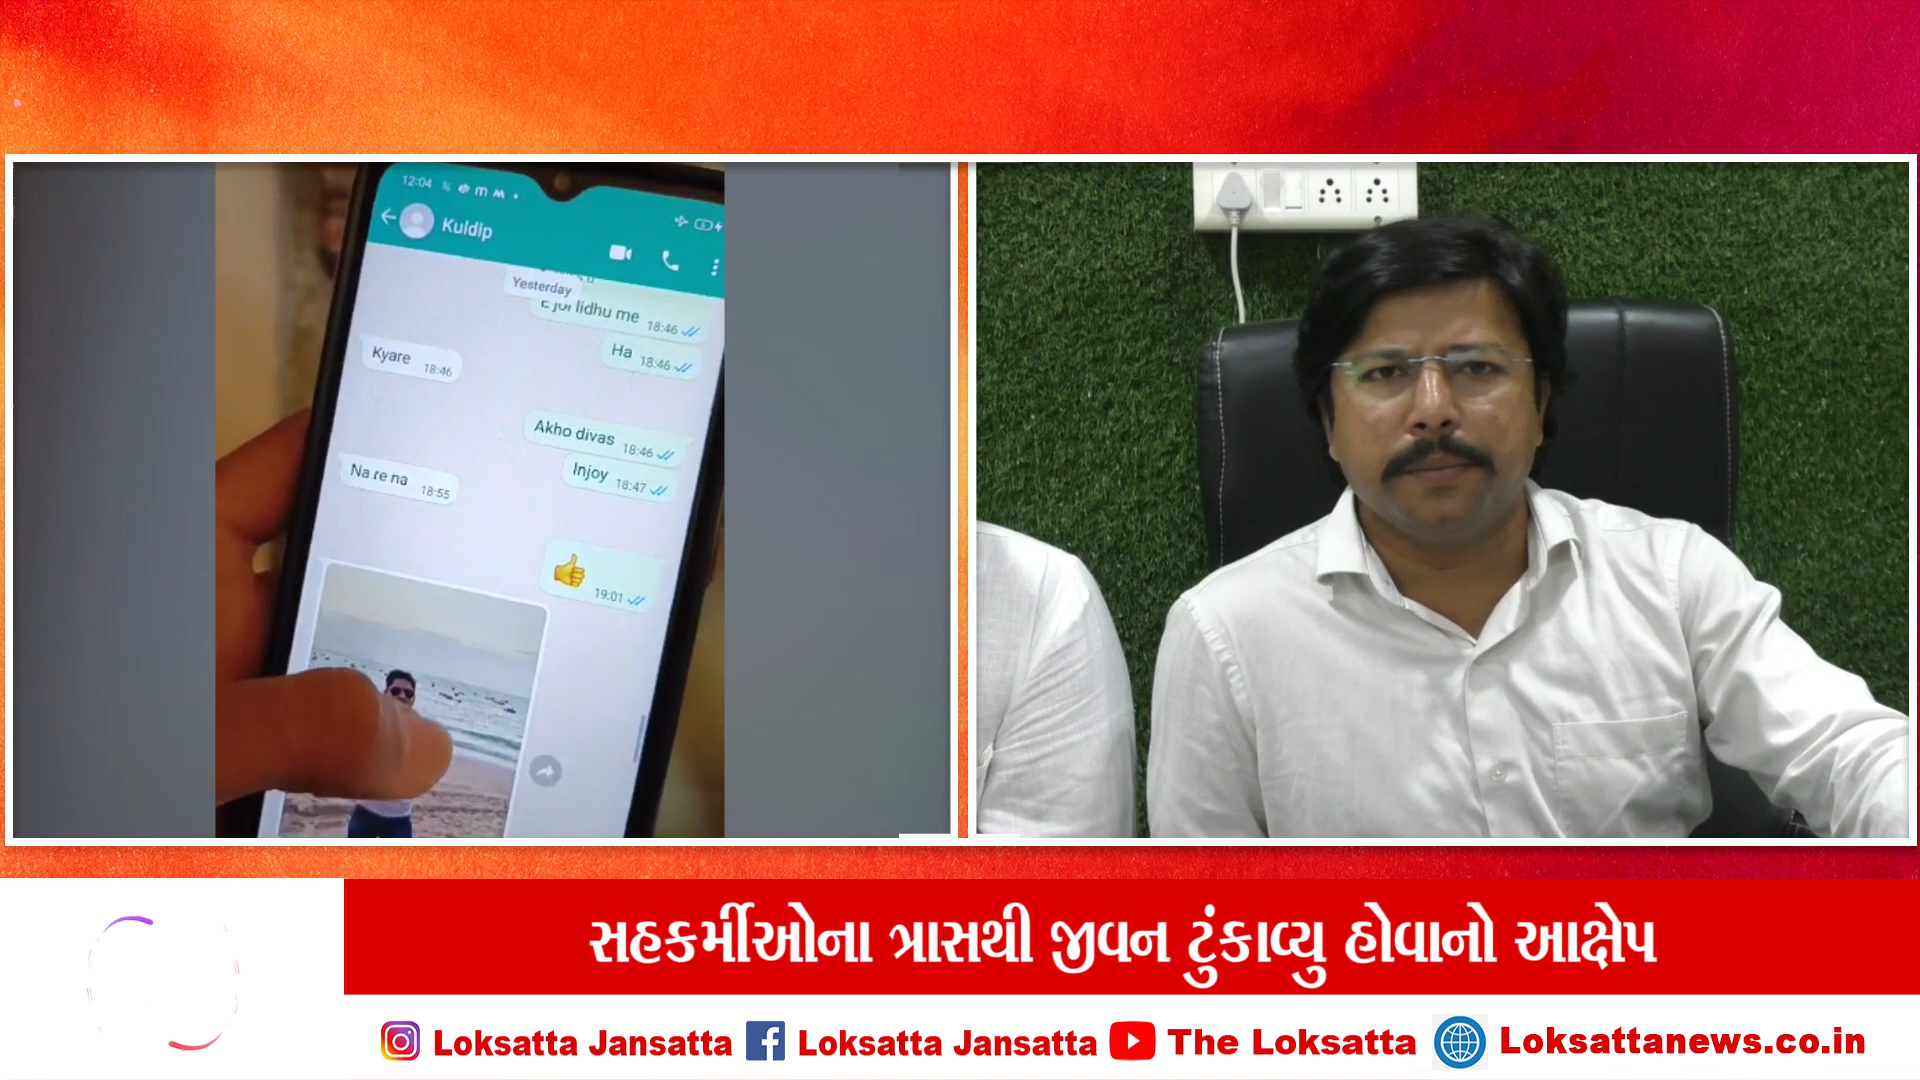 12:04
Kuldip
Yesterday
E joi lidhu me 18:46
Ha 18:46
Kyare 18:46
Akho divas 18:46
Injoy 18:47
Na re na 18:55
19:01
સહકર્મીઓના ત્રાસથી જીવન ટુંકાવ્યુ હોવાનો આક્ષેપ
Loksatta Jansatta Loksatta Jansatta The Loksatta Loksattanews.co.in